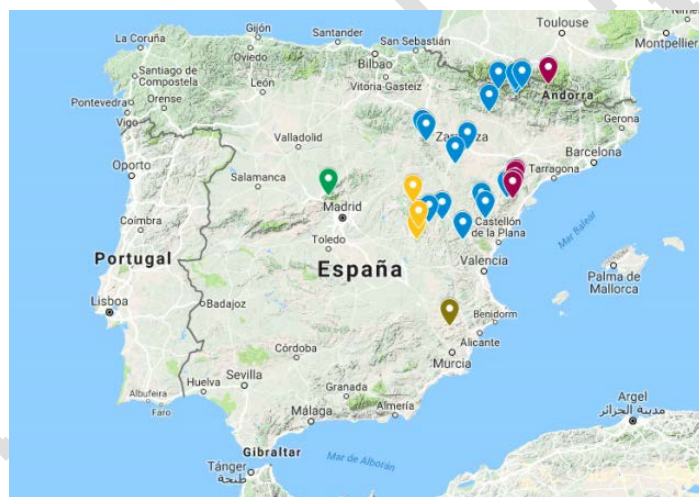 Toulouse
Nimes
Montpellier
Gijón
Santander
San Sebastián
La Coruña
Oviedo
Bilbao
Santiago de
Compostela
León
Vitoria-Gasteiz
Andorra
Pontevedra
Orense
Vigo
Gerona
Valladolid
Zaragoza
Barcelona
Oporto
Salamanca
Tarragona
Madrid
Coímbra
Castellón
de la Plana
Toledo
Mar Balear
Portugal
España
Valencia
Palma de
Mallorca
Lisboa
Badajoz
Benidorm
Alicante
Córdoba
Murcia
Albufeira
Huelva
Sevilla
Faro
Granada
Argel
مدينة الجزائر
Málaga
Almería
Gibraltar
Mar de Alborán
Tánger
طنجة